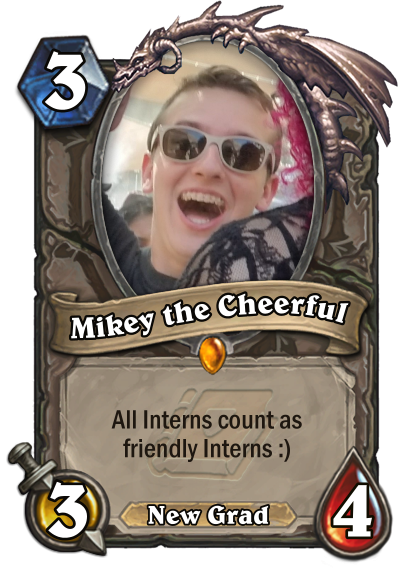 3
Mikey the Cheerful
All Interns count as
friendly Interns :)
3
New Grad
4